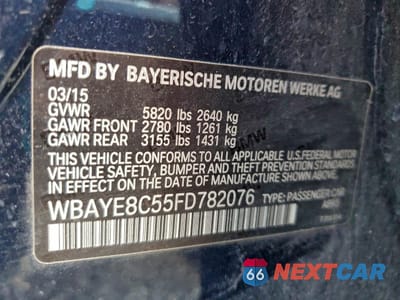 MFD BY BAYERISCHE MOTOREN WERKE AG
03/15
GVWR 5820 lbs 2640 kg
GAWR FRONT 2780 lbs 1261 kg
GAWR REAR 3155 lbs 1431 kg
THIS VEHICLE CONFORMS TO ALL APPLICABLE U.S. FEDERAL MOTOR
VEHICLE SAFETY, BUMPER AND THEFT PREVENTION STANDARDS
IN EFFECT ON THE DATE OF MANUFACTURE SHOWN ABOVE.
WBAYE8C55FD782076 TYPE: PASSENGER CAR
66 NEXTCAR